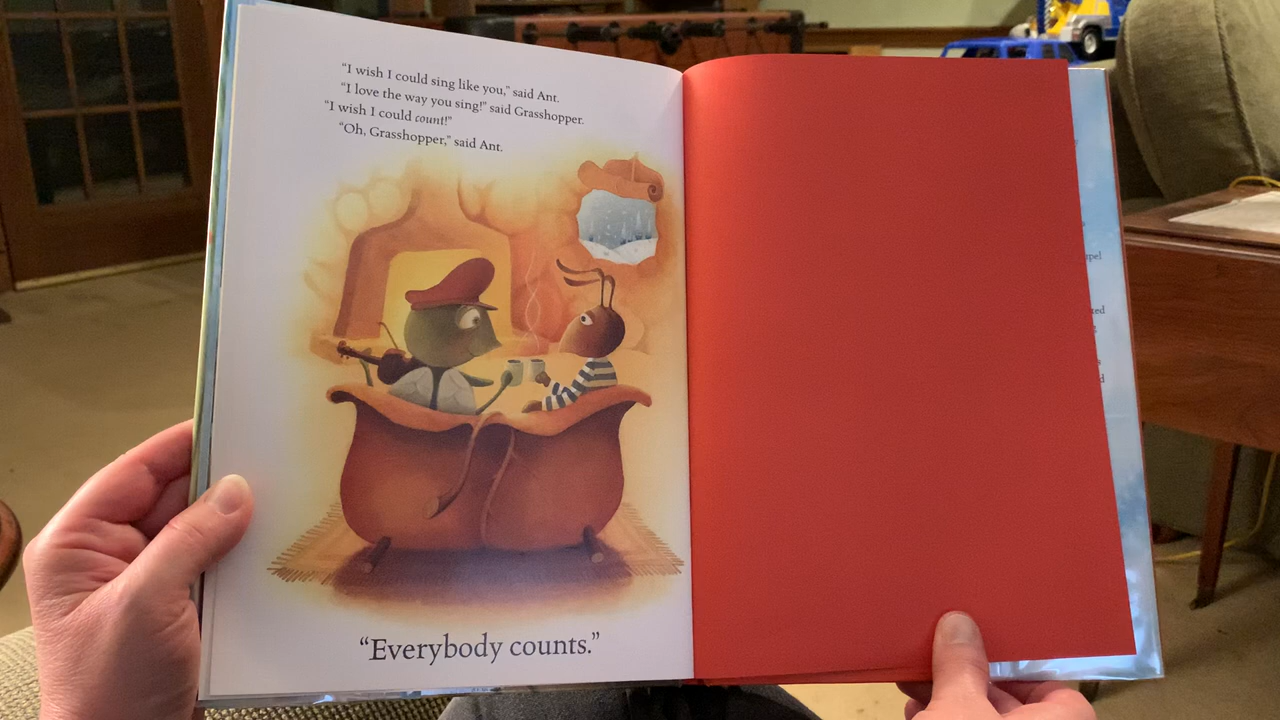 “I wish I could sing like you,” said Ant.
“I love the way you sing!” said Grasshopper.
“I wish I could count!”
“Oh, Grasshopper,” said Ant.
“Everybody counts.”